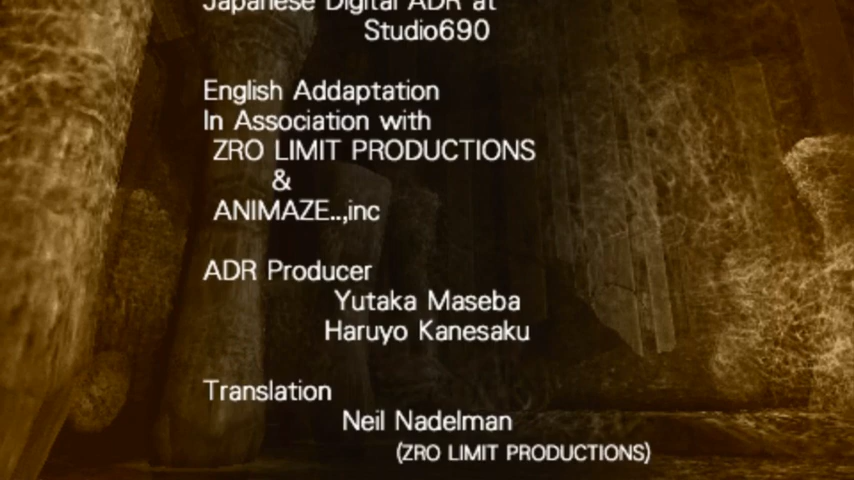 Japanese Digital ADR at
Studio690
English Addaptation
In Association with
ZRO LIMIT PRODUCTIONS
&
ANIMAZE..,inc
ADR Producer
Yutaka Maseba
Haruyo Kanesaku
Translation
Neil Nadelman
(ZRO LIMIT PRODUCTIONS)